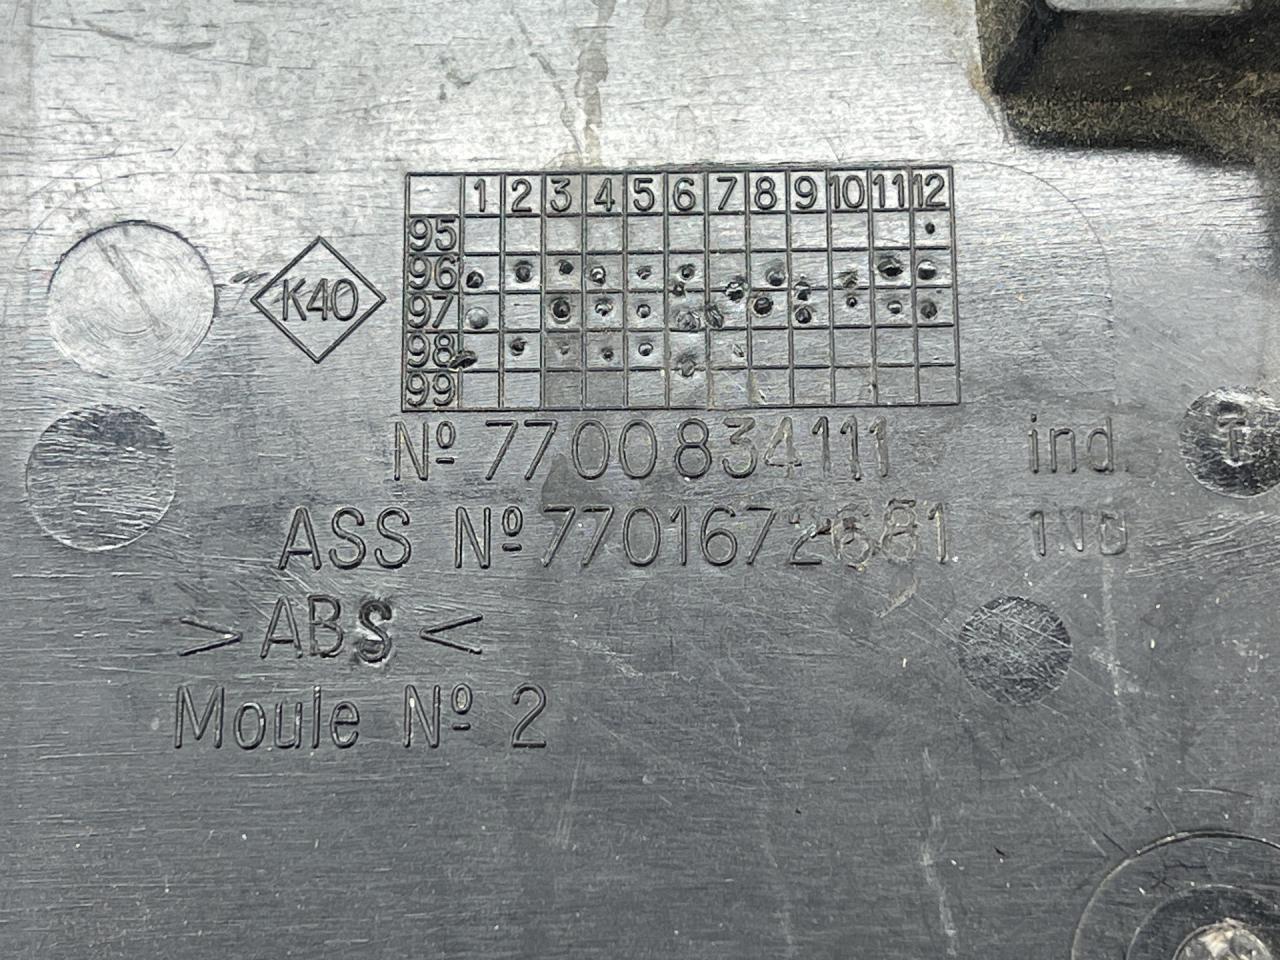 1 2 3 4 5 6 7 8 9 10 11 12
95
96
97
98
99
K40
Nº 7700834111 ind.
ASS Nº 7701672681 IND
>ABS<
Moule Nº 2
T